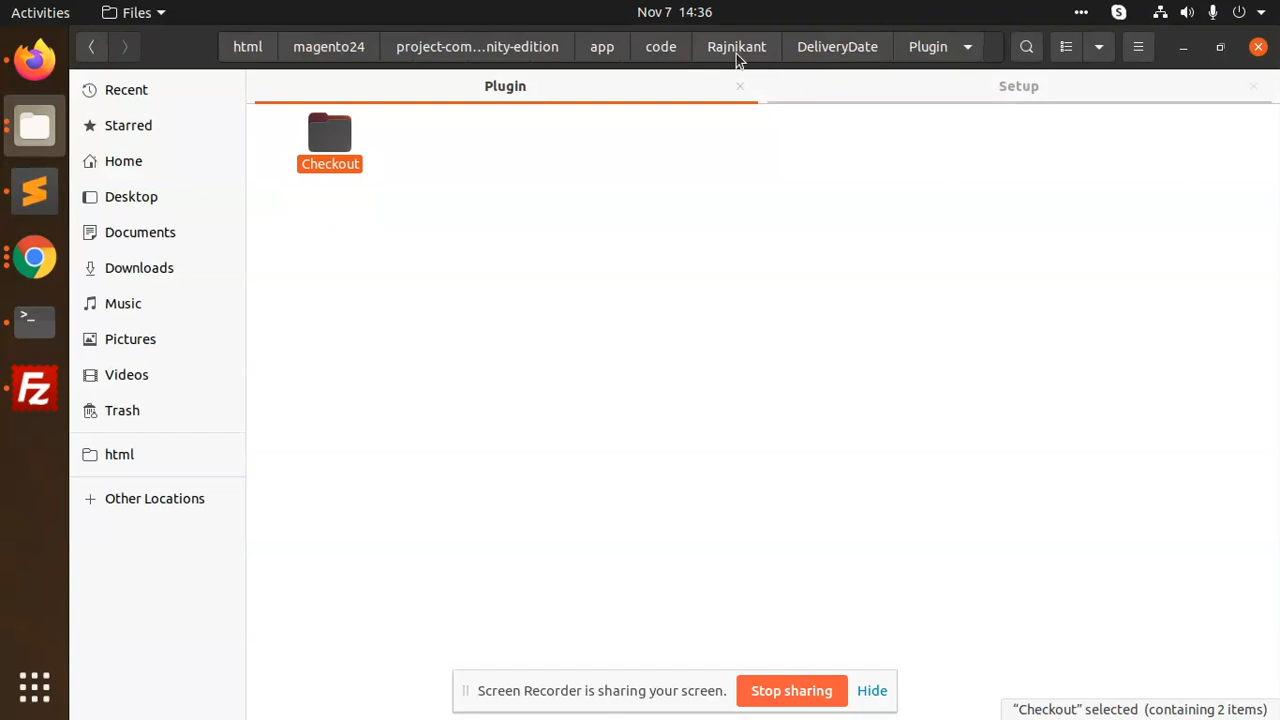 Activities
Files
Nov 7 14:36
html
magento24
project-com...nity-edition
app
code
Rajnikant
DeliveryDate
Plugin
Recent
Starred
Home
Desktop
Documents
Downloads
Music
Pictures
Videos
Trash
html
Other Locations
Plugin
Setup
Checkout
Screen Recorder is sharing your screen.
Stop sharing
Hide
"Checkout" selected (containing 2 items)